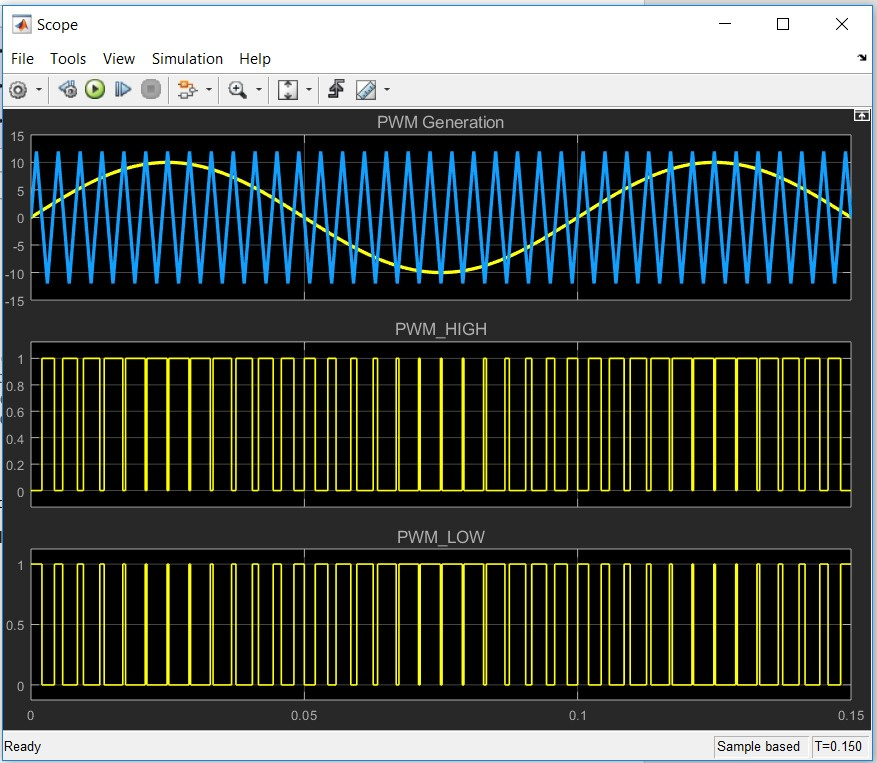 Scope
File Tools View Simulation Help
PWM Generation
15
10
5
0
-5
-10
-15
PWM_HIGH
1
0.8
0.6
0.4
0.2
0
PWM_LOW
1
0.5
0
0 0.05 0.1 0.15
Ready Sample based T=0.150